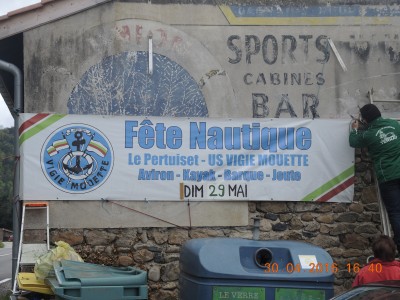 SPORTS
CABINES
BAR
VIGIE MOUETTE
Fête Nautique
Le Pertuiset - US VIGIE MOUETTE
Aviron - Kayak - Barque - Joute
DIM 29 MAI
LE VERRE
30 04 2016 16 40